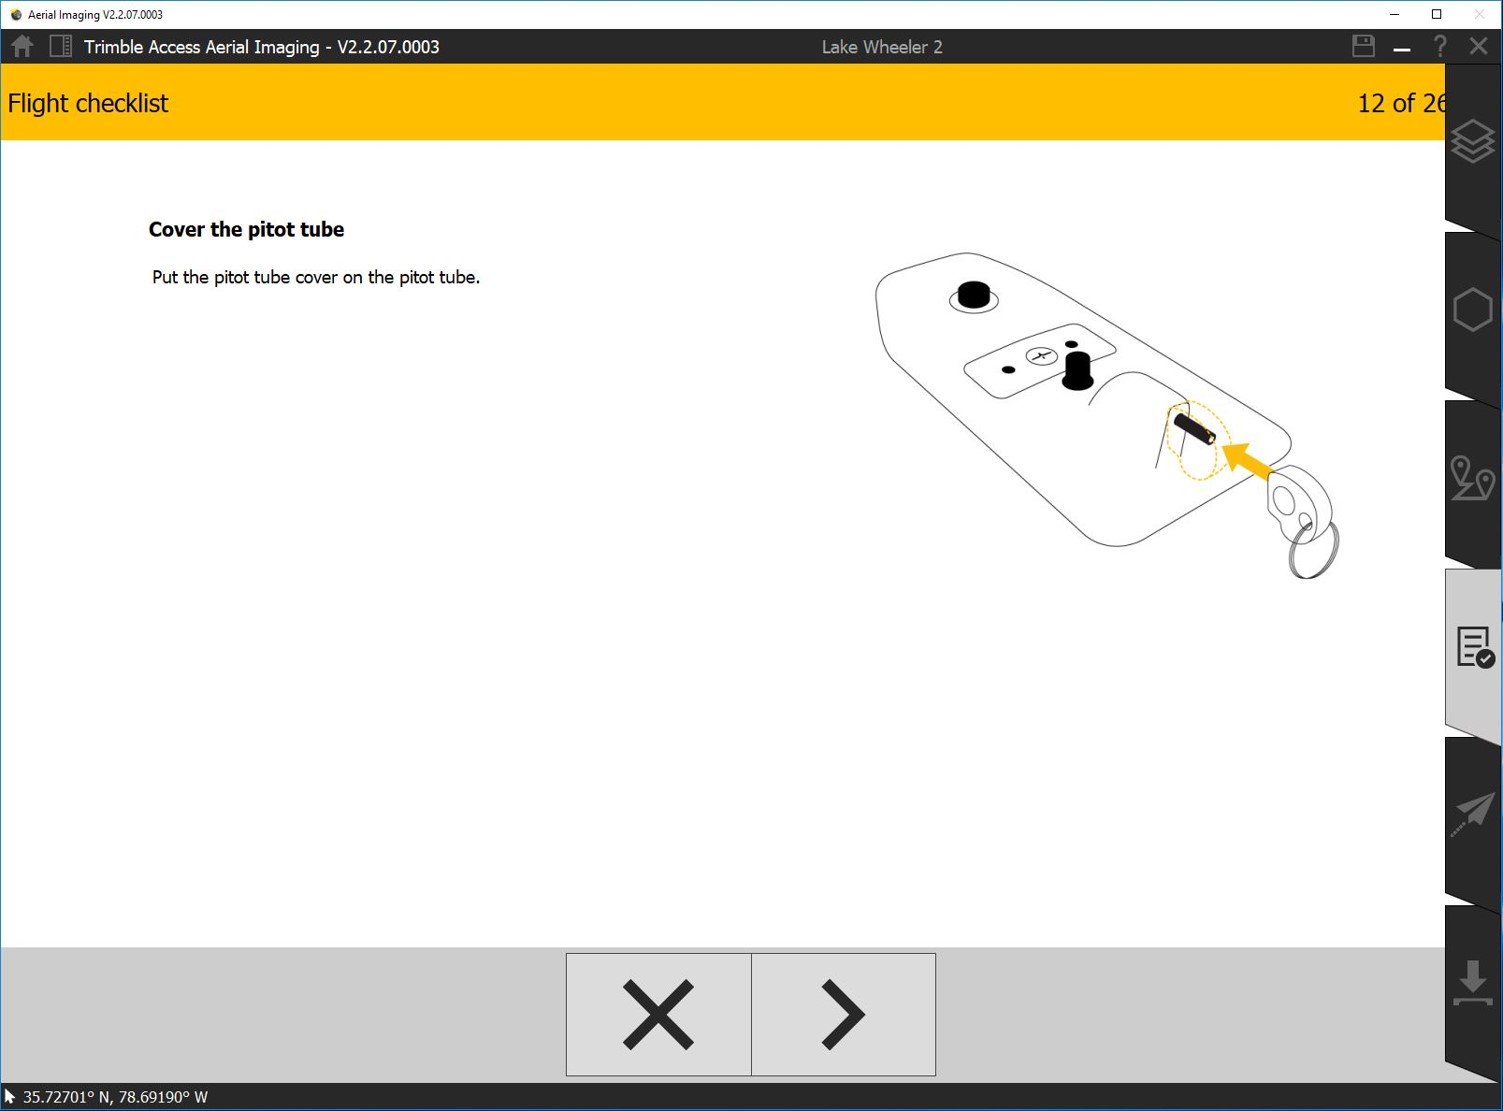 Aerial Imaging V2.2.07.0003
Trimble Access Aerial Imaging - V2.2.07.0003
Lake Wheeler 2
?
Flight checklist
12 of 26
Cover the pitot tube
Put the pitot tube cover on the pitot tube.
35.72701° N, 78.69190° W